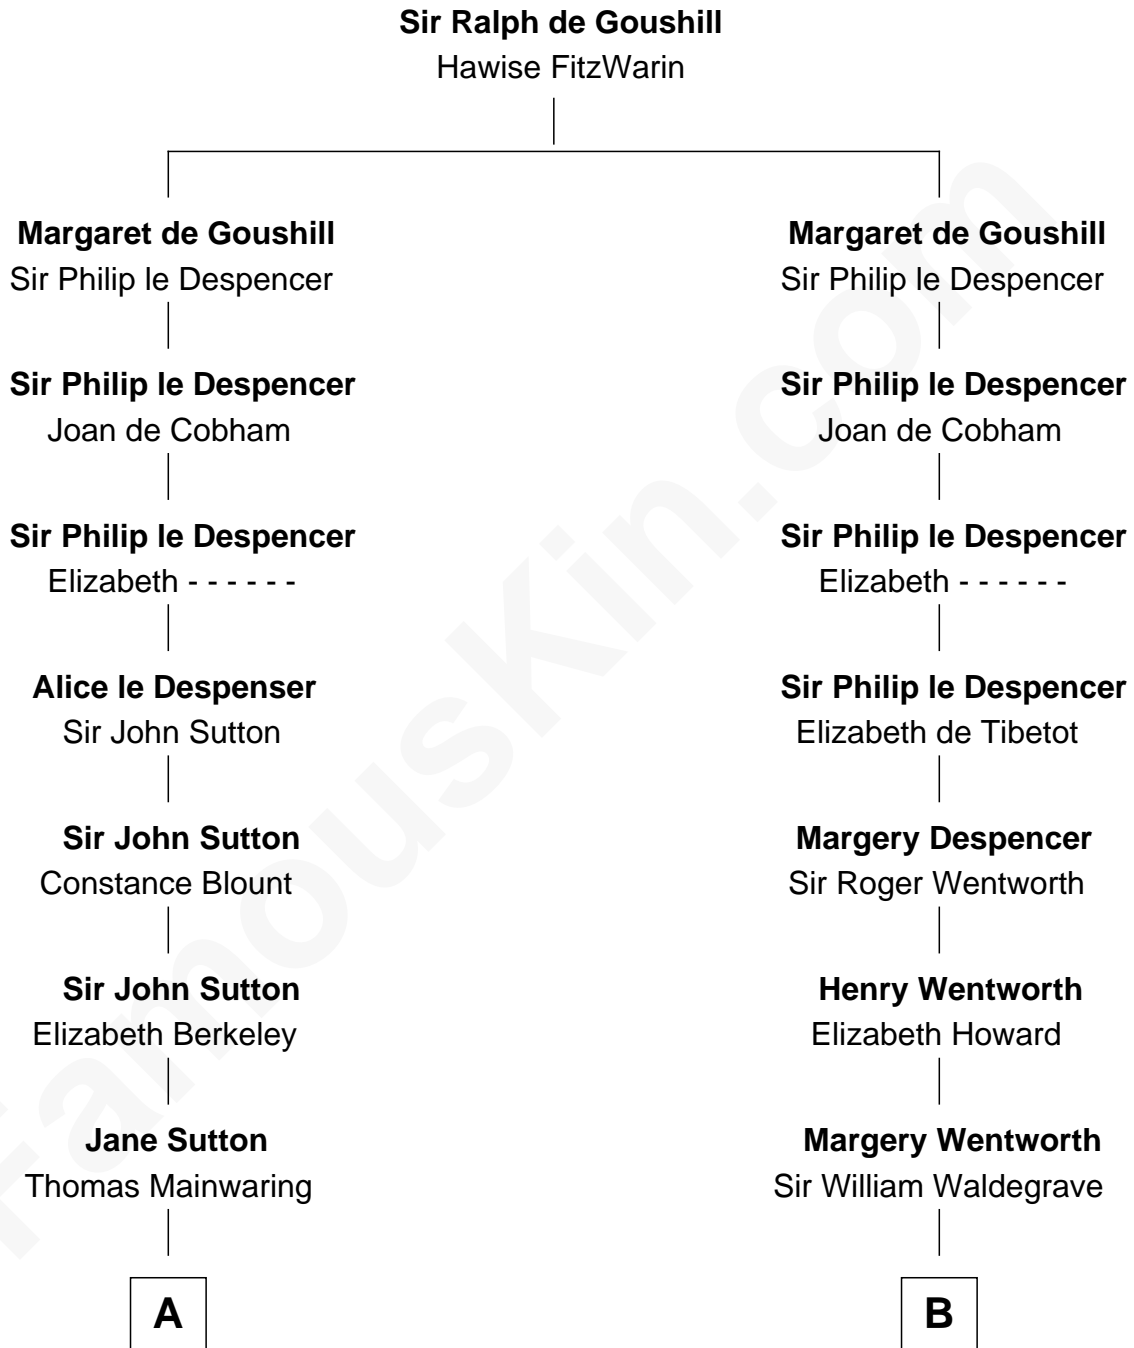 Sir Ralph de Goushill
Hawise FitzWarin
Margaret de Goushill
Sir Philip le Despencer
Margaret de Goushill
Sir Philip le Despencer
Sir Philip le Despencer
Joan de Cobham
Sir Philip le Despencer
Joan de Cobham
Sir Philip le Despencer
Elizabeth - - - - - -
Sir Philip le Despencer
Elizabeth - - - - - -
Alice le Despenser
Sir John Sutton
Sir Philip le Despencer
Elizabeth de Tibetot
Sir John Sutton
Constance Blount
Margery Despencer
Sir Roger Wentworth
Sir John Sutton
Elizabeth Berkeley
Henry Wentworth
Elizabeth Howard
Jane Sutton
Thomas Mainwaring
Margery Wentworth
Sir William Waldegrave
A
B
FamousKin.com